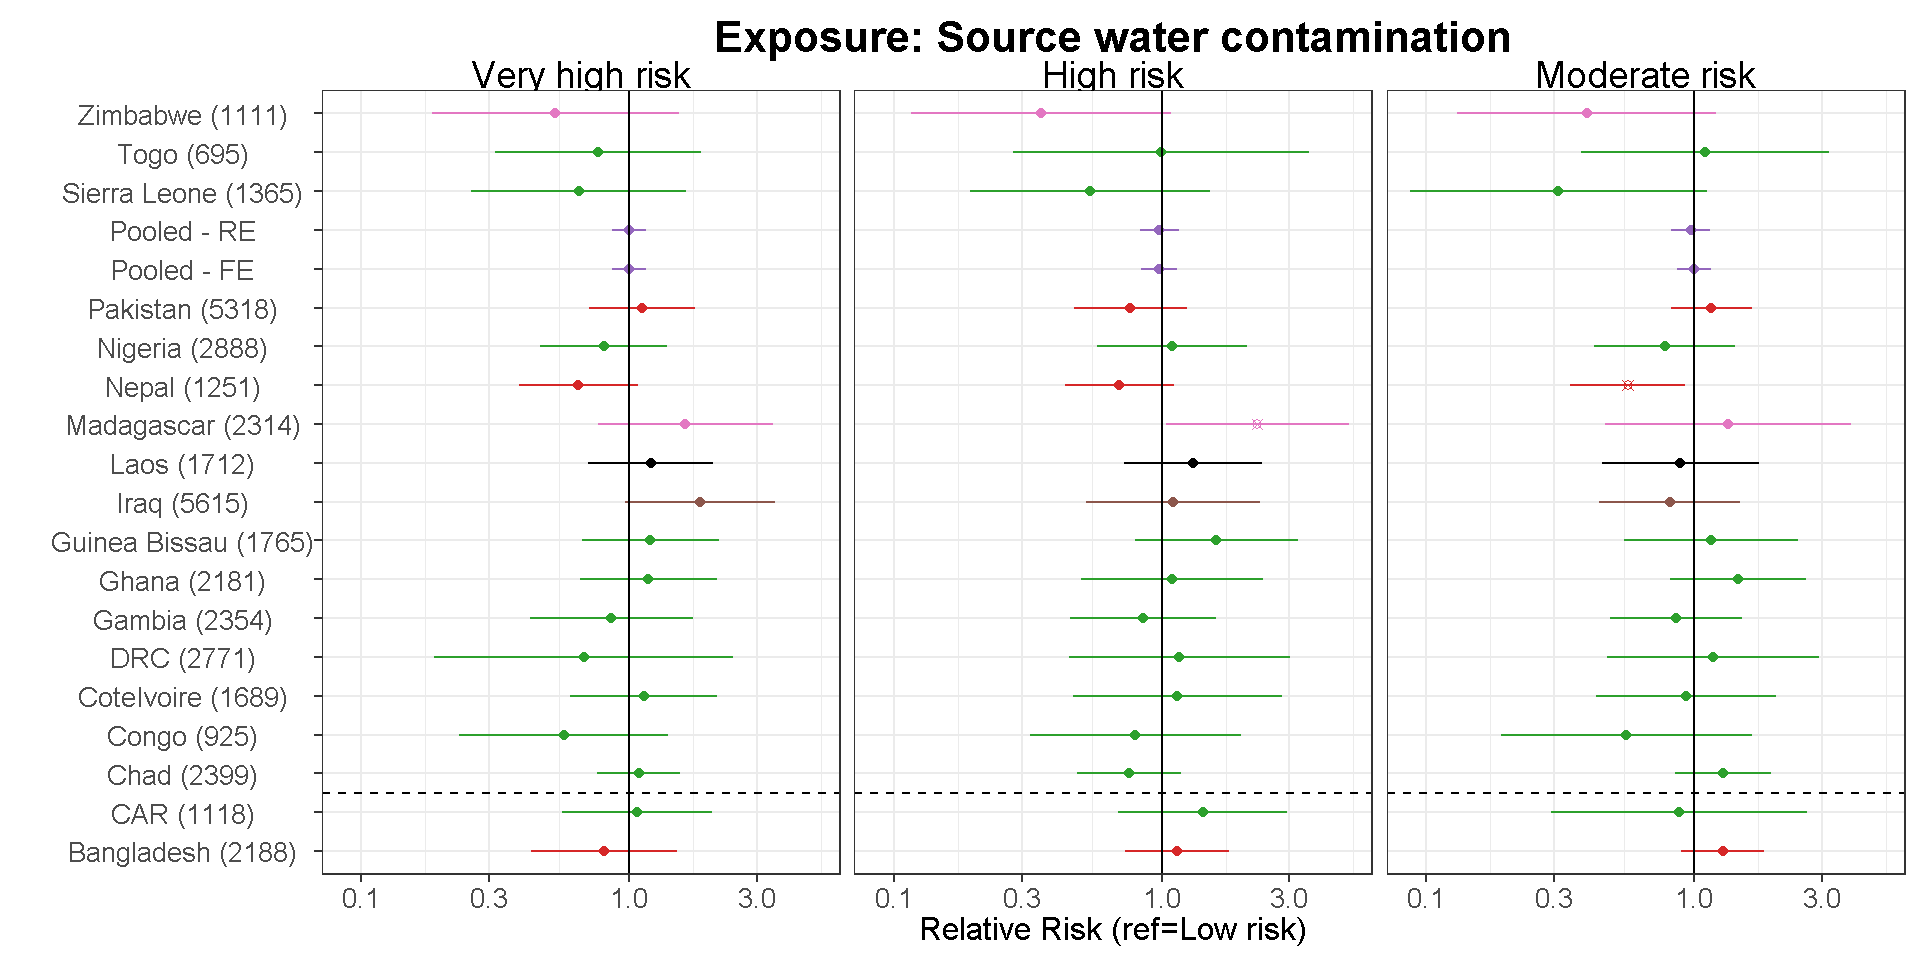 Exposure: Source water contamination
Very high risk
High risk
Moderate risk
Zimbabwe (1111)
Togo (695)
Sierra Leone (1365)
Pooled - RE
Pooled - FE
Pakistan (5318)
Nigeria (2888)
Nepal (1251)
Madagascar (2314)
Laos (1712)
Iraq (5615)
Guinea Bissau (1765)
Ghana (2181)
Gambia (2354)
DRC (2771)
CoteIvoire (1689)
Congo (925)
Chad (2399)
CAR (1118)
Bangladesh (2188)
0.1 0.3 1.0 3.0 0.1 0.3 1.0 3.0 0.1 0.3 1.0 3.0
Relative Risk (ref=Low risk)